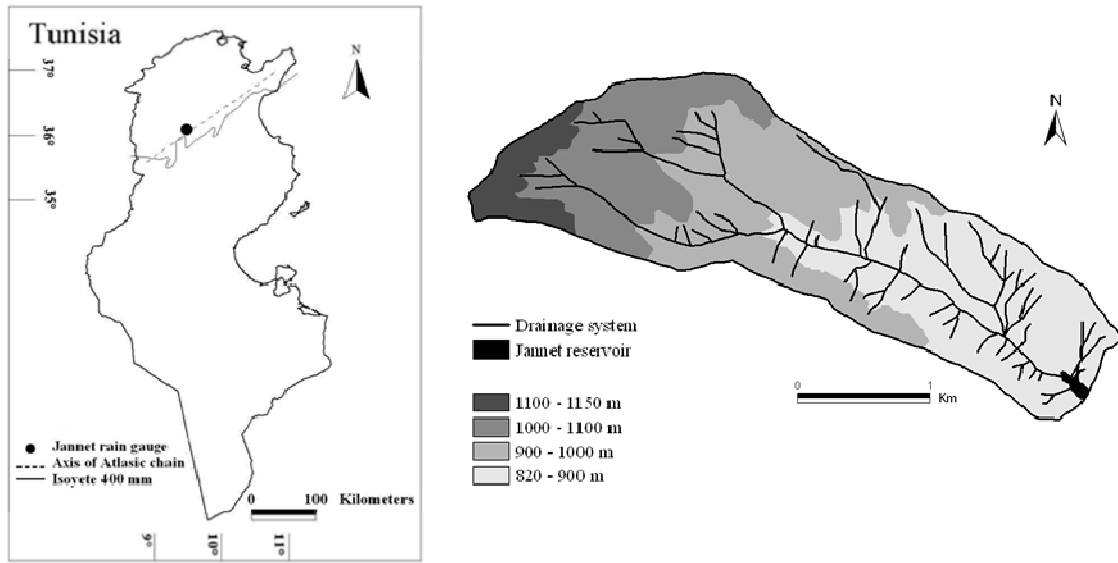 Tunisia
N
37°
36°
35°
Jannet rain gauge
Axis of Atlasic chain
Isoyete 400 mm
0 100 Kilometers
9° 10° 11°
N
Drainage system
Jannet reservoir
0 1
Km
1100 - 1150 m
1000 - 1100 m
900 - 1000 m
820 - 900 m